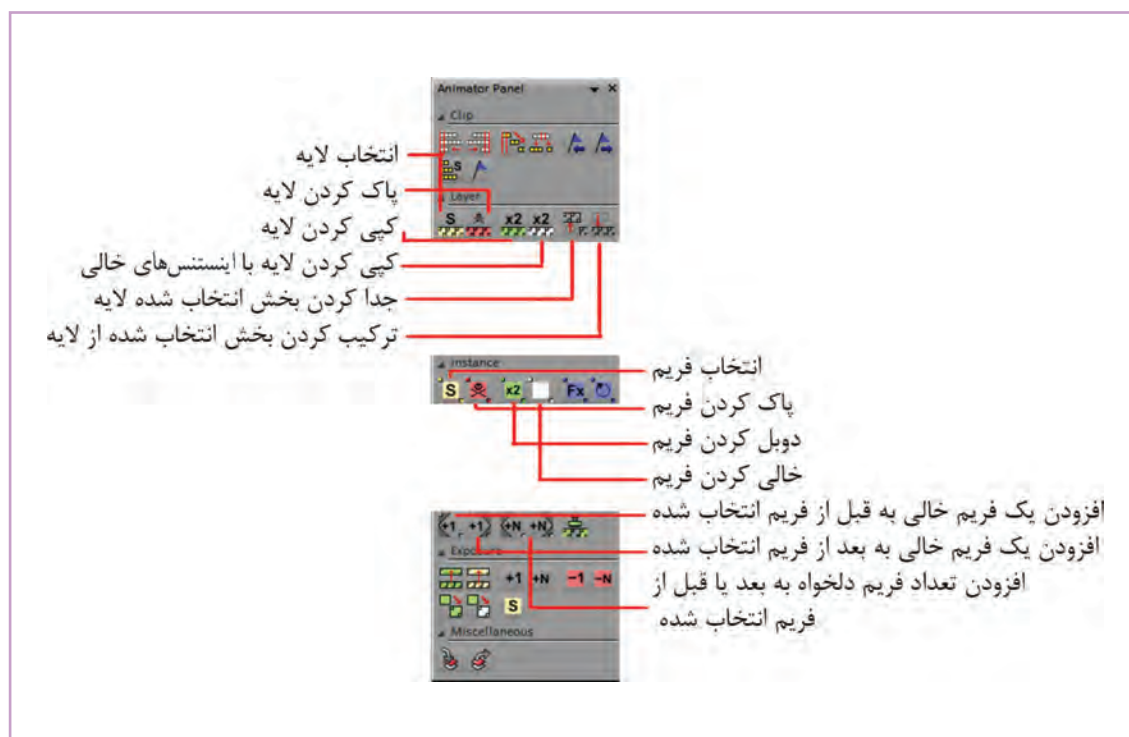 Animator Panel
Clip
S
انتخاب لایه
پاک کردن لایه
Layer
S x2 x2
کپی کردن لایه
کپی کردن لایه با اینستنس‌های خالی
جدا کردن بخش انتخاب شده لایه
ترکیب کردن بخش انتخاب شده از لایه
instance
S x2 Fx
انتخاب فریم
پاک کردن فریم
دوبل کردن فریم
خالی کردن فریم
+1 +1 +N +N
افزودن یک فریم خالی به قبل از فریم انتخاب شده
افزودن یک فریم خالی به بعد از فریم انتخاب شده
Exposure
+1 +N -1 -N
افزودن تعداد فریم دلخواه به بعد یا قبل از
فریم انتخاب شده
S
Miscellaneous